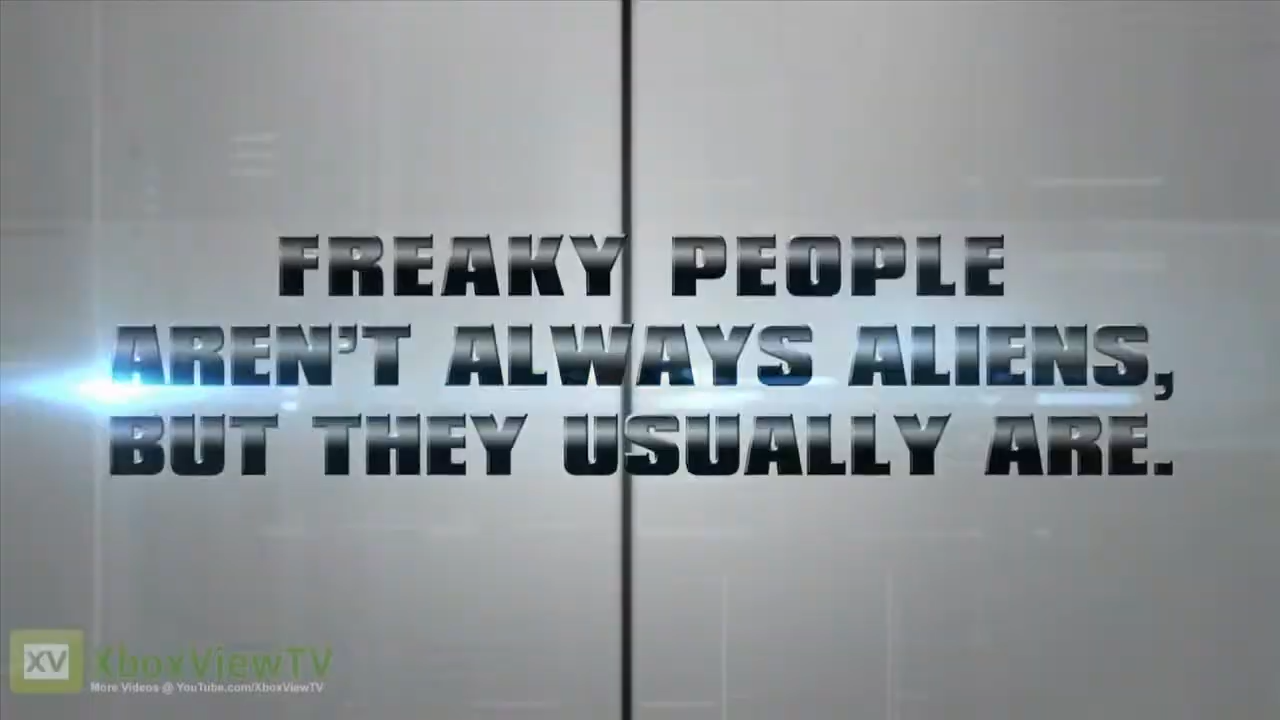 FREAKY PEOPLE
AREN'T ALWAYS ALIENS,
BUT THEY USUALLY ARE.
XV XboxViewTV
More Videos @ YouTube.com/XboxViewTV